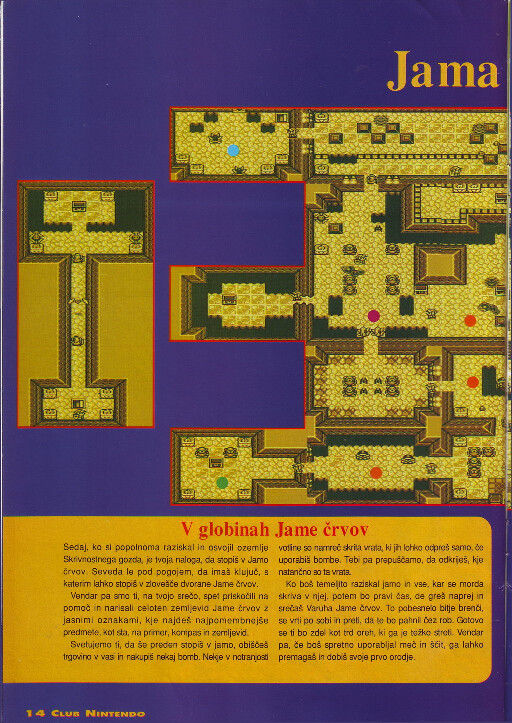 Jama
V globinah Jame črvov
Sedaj, ko si popolnoma raziskal in osvojil ozemlje
Skrivnostnega gozda, je tvoja naloga, da stopiš v Jamo
črvov. Seveda le pod pogojem, da imaš ključ, s
katerim lahko stopiš v zlovešče dvorane Jame črvov.
Vendar pa smo ti, na tvojo srečo, spet priskočili na
pomoč in narisali celoten zemljevid Jame črvov z
jasnimi oznakami, kje najdeš najpomembnejše
predmete, kot sta, na primer, kompas in zemljevid.
Svetujemo ti, da še preden stopiš v jamo, obiščeš
trgovino v vasi in nakupiš nekaj bomb. Nekje v notranjosti
votline so namreč skrita vrata, ki jih lahko odpreš samo, če
uporabiš bombe. Tebi pa prepuščamo, da odkriješ, kje
natančno so ta vrata.
Ko boš temeljito raziskal jamo in vse, kar se morda
skriva v njej, potem bo pravi čas, da greš naprej in
srečaš Varuha Jame črvov. To pobesnelo bitje brenči,
se vrti po sobi in preti, da te bo pahnil čez rob. Gotovo
se ti bo zdel kot trd oreh, ki ga je težko streti. Vendar
pa, če boš spretno uporabljal meč in ščit, ga lahko
premagaš in dobiš svoje prvo orodje.
14 CLUB NINTENDO